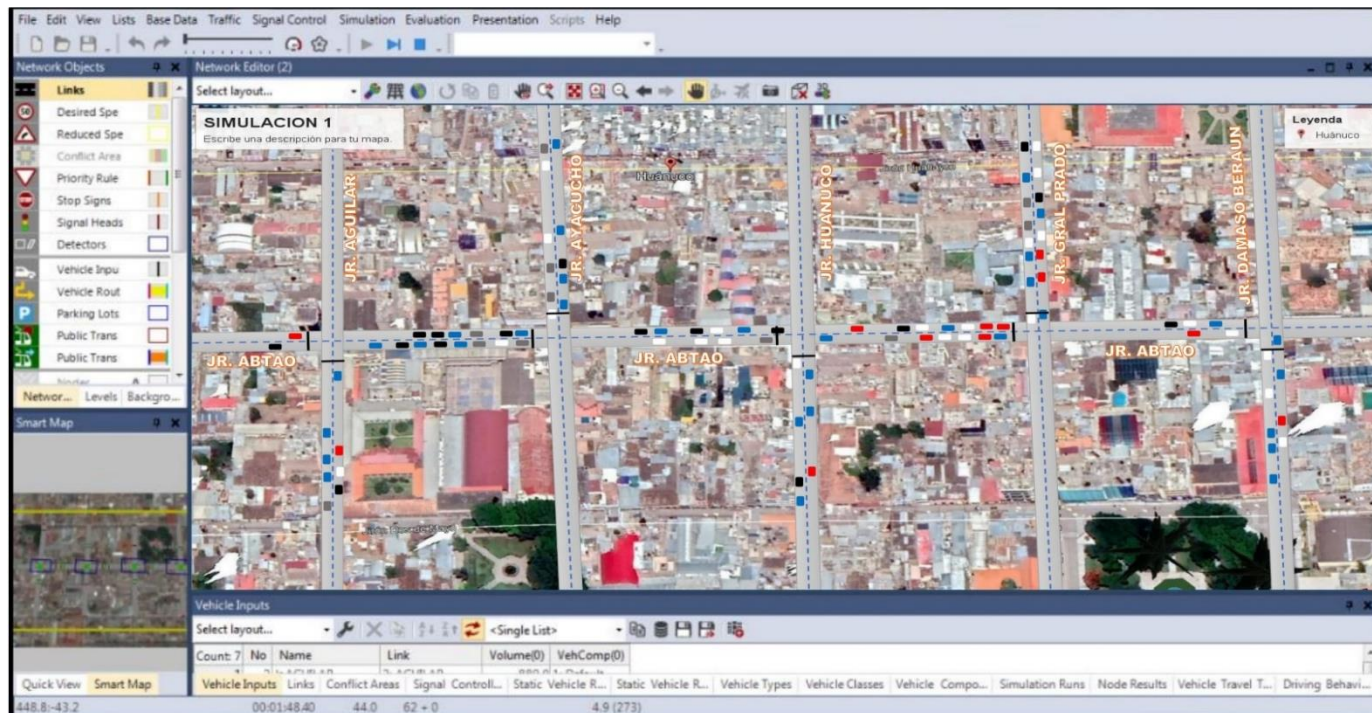 File Edit View Lists Base Data Traffic Signal Control Simulation Evaluation Presentation Scripts Help
Network Objects
Network Editor (2)
Select layout...
Links
Desired Spe
Reduced Spe
Conflict Area
Priority Rule
Stop Signs
Signal Heads
Detectors
Vehicle Inpu
Vehicle Rout
Parking Lots
Public Trans
Public Trans
Networ... Levels Backgro...
Smart Map
Quick View Smart Map
SIMULACION 1
Escribe una descripción para tu mapa.
Leyenda
Huánuco
Huánuco
JR. AGUILAR
JR. AYACUCHO
JR. HUANUCO
JR. GRAL PRADO
JR. DAMASO BERAUN
JR. ABTAO
JR. ABTAO
JR. ABTAO
Vehicle Inputs
Select layout...
<Single List>
Count: 7 No Name Link Volume(0) VehComp(0)
Vehicle Inputs Links Conflict Areas Signal Controll... Static Vehicle R... Static Vehicle R... Vehicle Types Vehicle Classes Vehicle Compo... Simulation Runs Node Results Vehicle Travel T... Driving Behavi...
448.8:-43.2 00:01:48.40 44.0 62 + 0 4.9 (273)